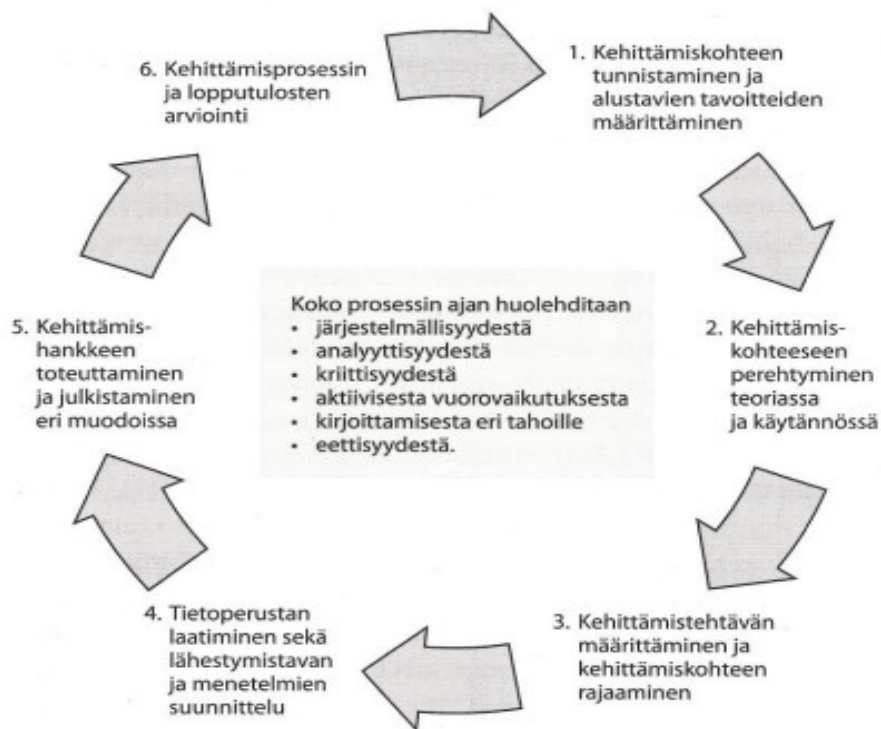 1. Kehittämiskohteen
tunnistaminen ja
alustavien tavoitteiden
määrittäminen
2. Kehittämis-
kohteeseen
perehtyminen
teoriassa
ja käytännössä
3. Kehittämistehtävän
määrittäminen ja
kehittämiskohteen
rajaaminen
4. Tietoperustan
laatiminen sekä
lähestymistavan
ja menetelmien
suunnittelu
5. Kehittämis-
hankkeen
toteuttaminen
ja julkistaminen
eri muodoissa
6. Kehittämisprosessin
ja lopputulosten
arviointi
Koko prosessin ajan huolehditaan
• järjestelmällisyydestä
• analyyttisyydestä
• kriittisyydestä
• aktiivisesta vuorovaikutuksesta
• kirjoittamisesta eri tahoille
• eettisyydestä.